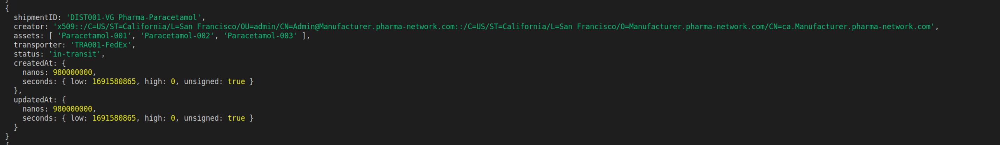 }
{
  shipmentID: 'DIST001-VG Pharma-Paracetamol',
  creator: 'x509::/C=US/ST=California/L=San Francisco/OU=admin/CN=Admin@Manufacturer.pharma-network.com::/C=US/ST=California/L=San Francisco/O=Manufacturer.pharma-network.com/CN=ca.Manufacturer.pharma-network.com',
  assets: [ 'Paracetamol-001', 'Paracetamol-002', 'Paracetamol-003' ],
  transporter: 'TRA001-FedEx',
  status: 'in-transit',
  createdAt: {
    nanos: 980000000,
    seconds: { low: 1691580865, high: 0, unsigned: true }
  },
  updatedAt: {
    nanos: 980000000,
    seconds: { low: 1691580865, high: 0, unsigned: true }
  }
}
{